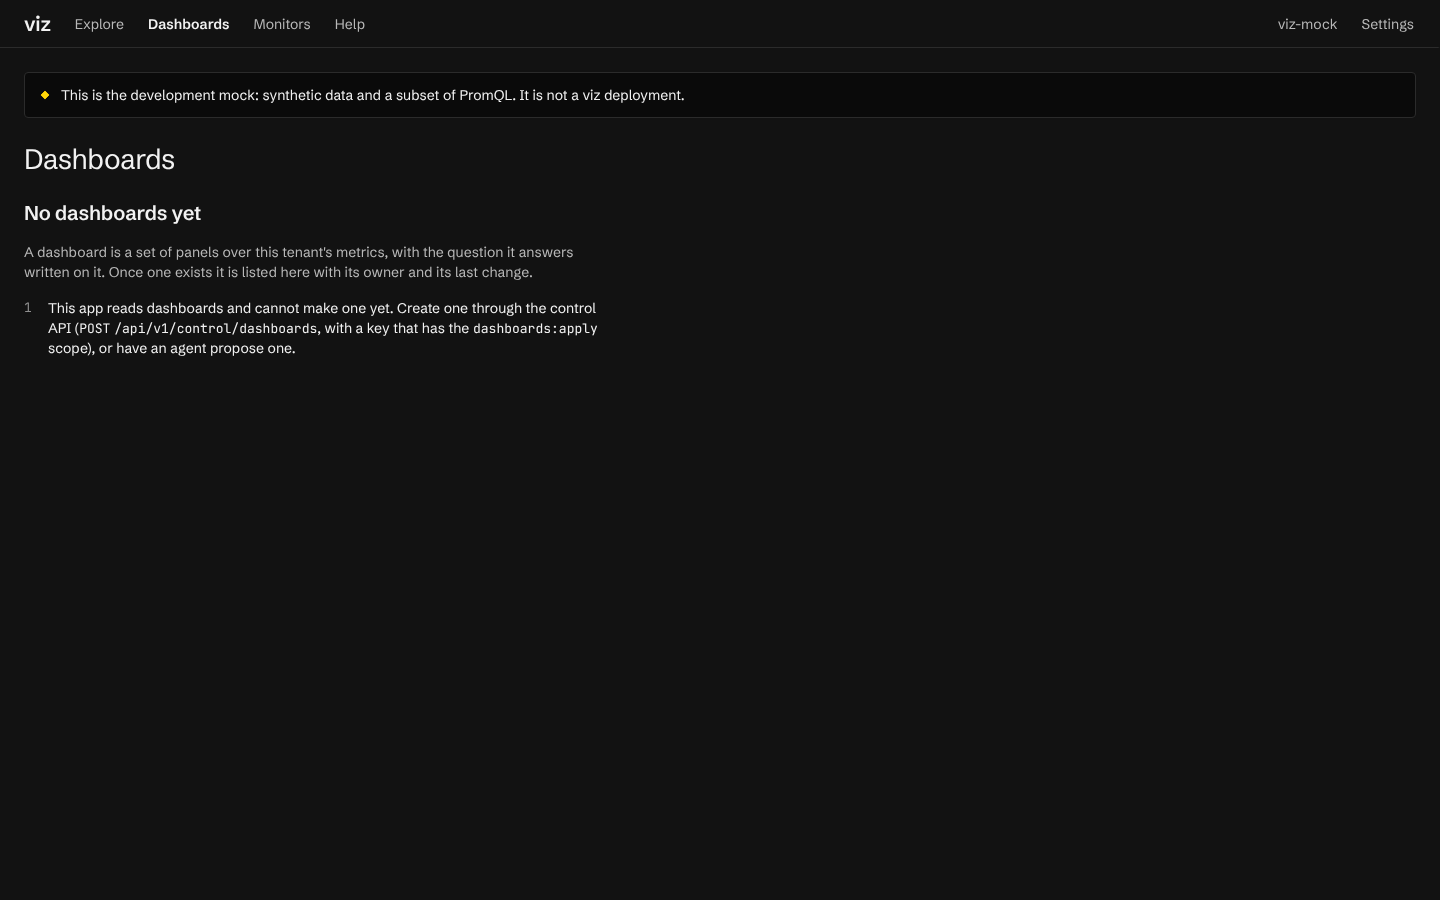 viz Explore Dashboards Monitors Help viz-mock Settings
This is the development mock: synthetic data and a subset of PromQL. It is not a viz deployment.
Dashboards
No dashboards yet
A dashboard is a set of panels over this tenant's metrics, with the question it answers
written on it. Once one exists it is listed here with its owner and its last change.
1 This app reads dashboards and cannot make one yet. Create one through the control
API (POST /api/v1/control/dashboards, with a key that has the dashboards:apply
scope), or have an agent propose one.